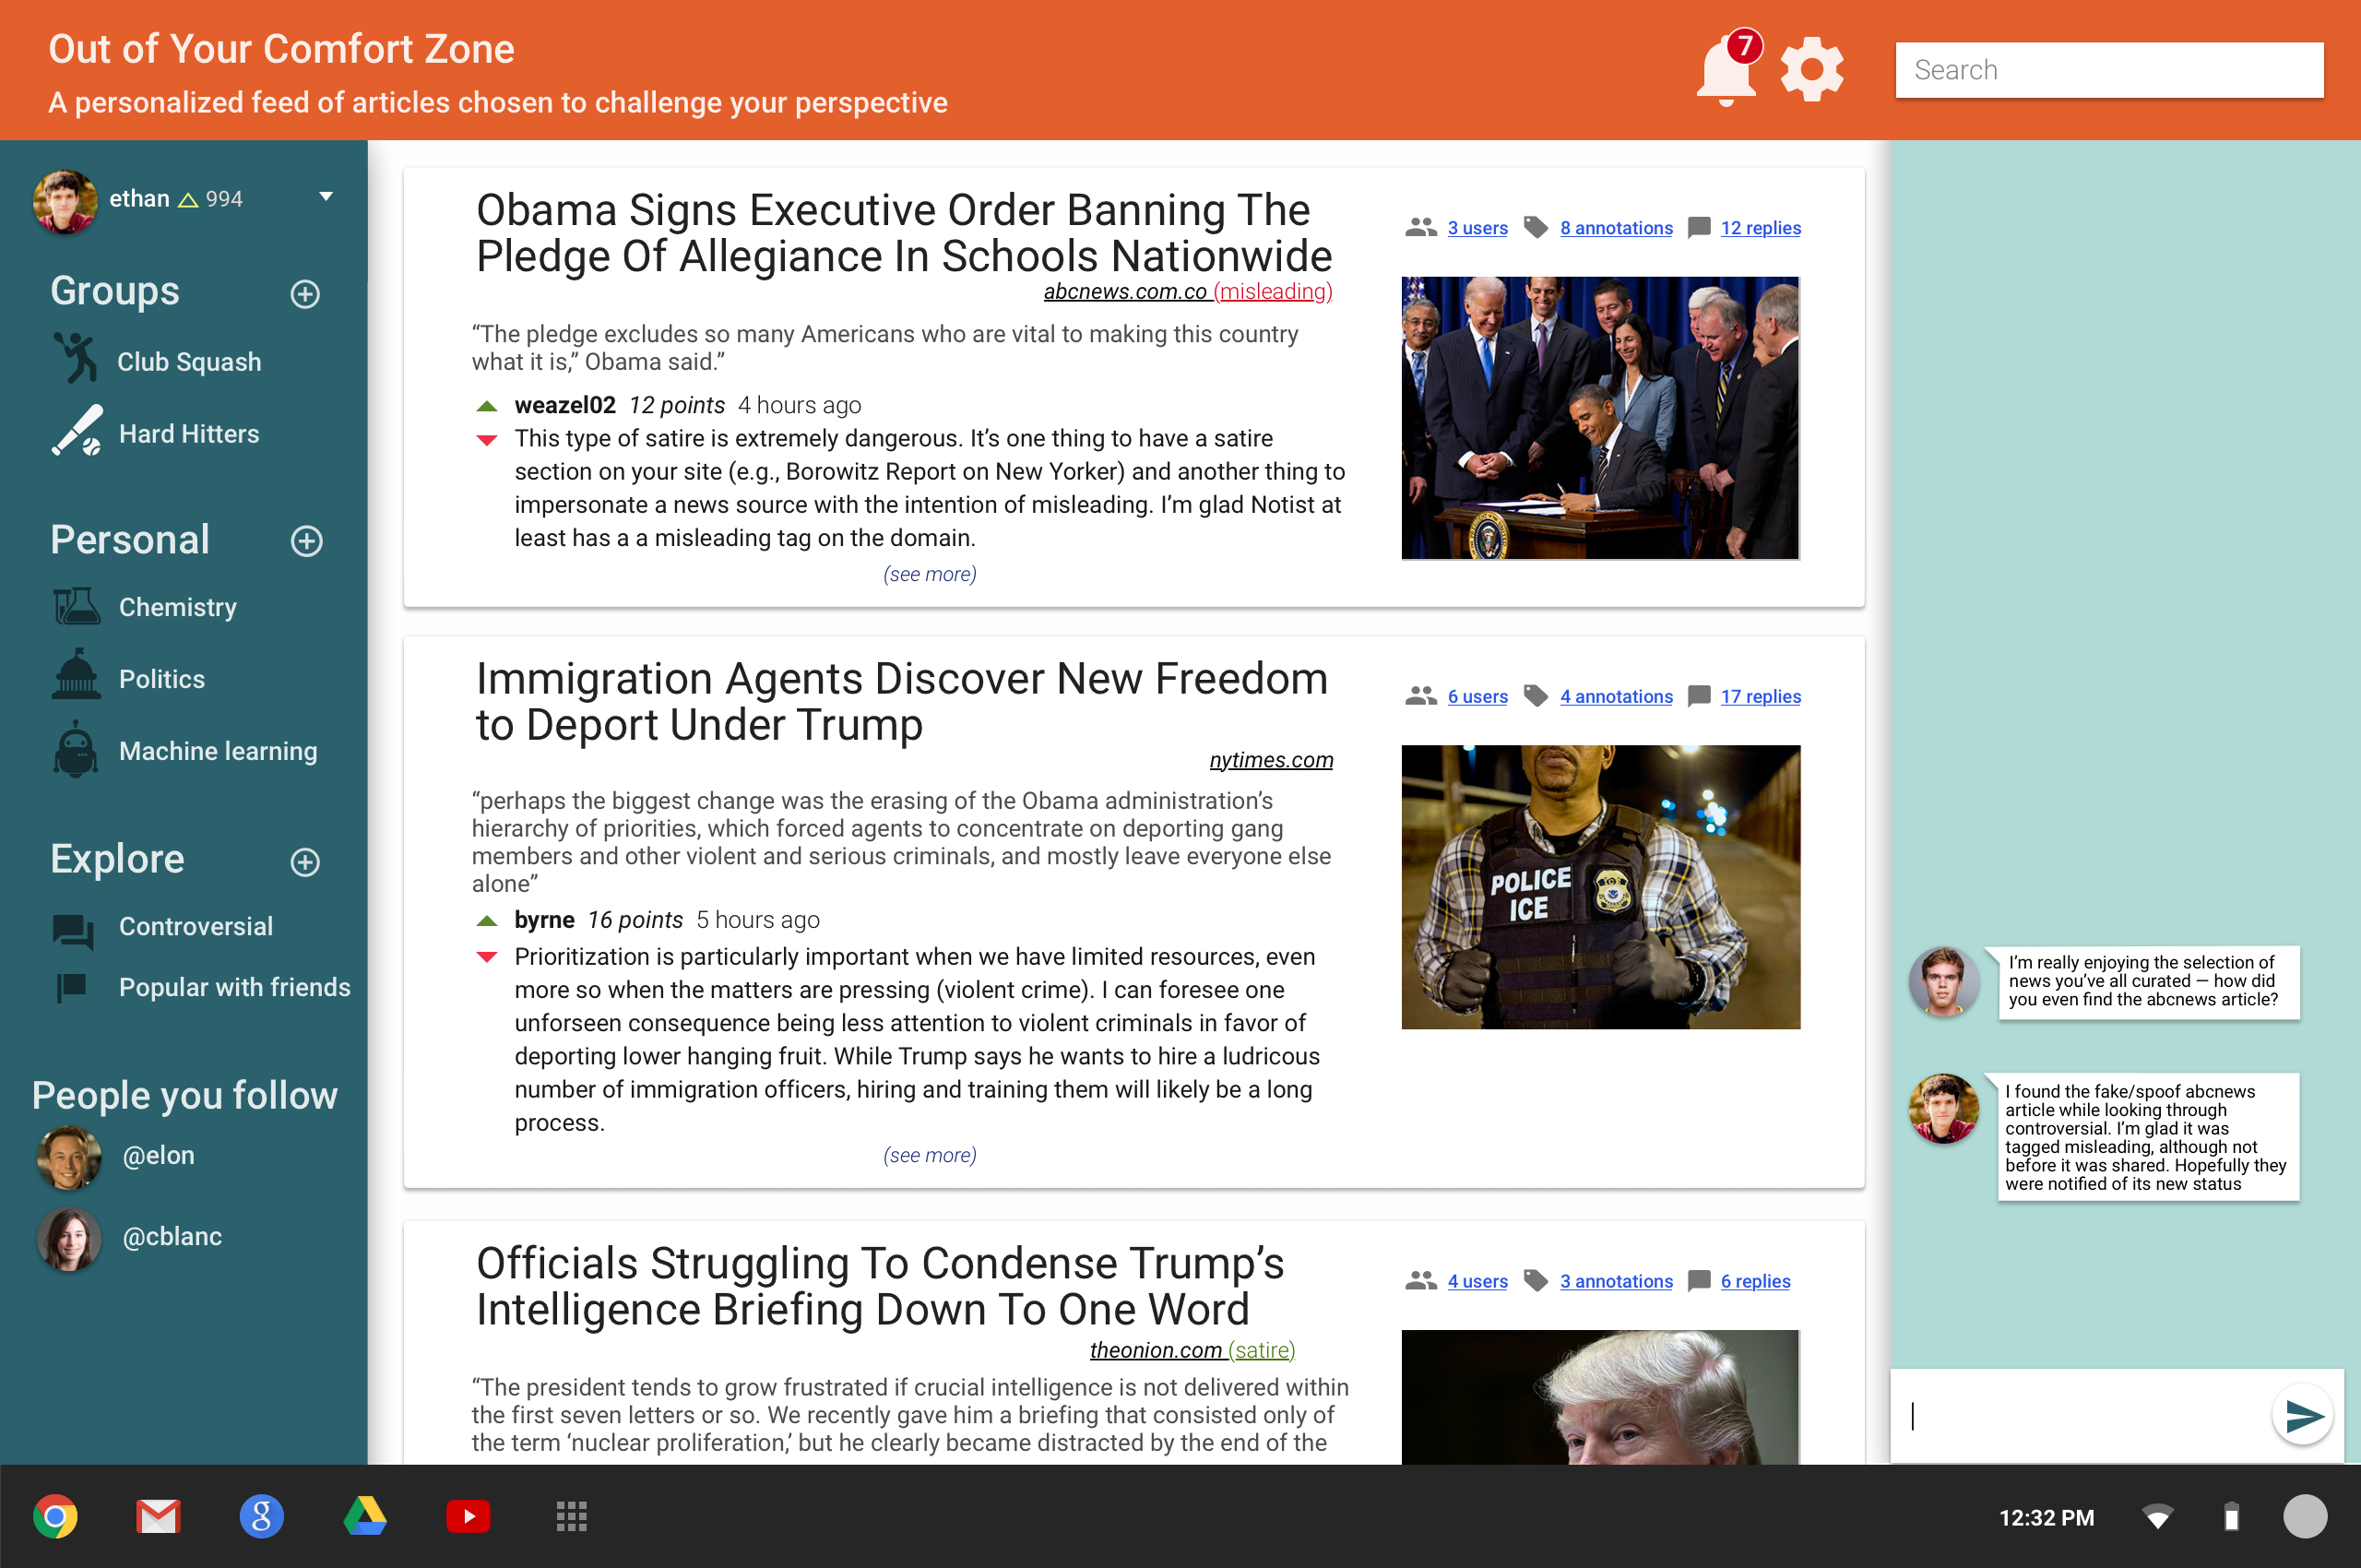 Out of Your Comfort Zone
A personalized feed of articles chosen to challenge your perspective
7
Search
ethan 994
Groups
Club Squash
Hard Hitters
Personal
Chemistry
Politics
Machine learning
Explore
Controversial
Popular with friends
People you follow
@elon
@cblanc
Obama Signs Executive Order Banning The
Pledge Of Allegiance In Schools Nationwide
abcnews.com.co (misleading)
3 users 8 annotations 12 replies
“The pledge excludes so many Americans who are vital to making this country
what it is,” Obama said.”
weazel02 12 points 4 hours ago
This type of satire is extremely dangerous. It’s one thing to have a satire
section on your site (e.g., Borowitz Report on New Yorker) and another thing to
impersonate a news source with the intention of misleading. I’m glad Notist at
least has a a misleading tag on the domain.
(see more)
Immigration Agents Discover New Freedom
to Deport Under Trump
nytimes.com
6 users 4 annotations 17 replies
“perhaps the biggest change was the erasing of the Obama administration’s
hierarchy of priorities, which forced agents to concentrate on deporting gang
members and other violent and serious criminals, and mostly leave everyone else
alone”
byrne 16 points 5 hours ago
Prioritization is particularly important when we have limited resources, even
more so when the matters are pressing (violent crime). I can foresee one
unforseen consequence being less attention to violent criminals in favor of
deporting lower hanging fruit. While Trump says he wants to hire a ludricous
number of immigration officers, hiring and training them will likely be a long
process.
(see more)
POLICE
ICE
Officials Struggling To Condense Trump’s
Intelligence Briefing Down To One Word
theonion.com (satire)
4 users 3 annotations 6 replies
“The president tends to grow frustrated if crucial intelligence is not delivered within
the first seven letters or so. We recently gave him a briefing that consisted only of
the term ‘nuclear proliferation,’ but he clearly became distracted by the end of the
I’m really enjoying the selection of
news you’ve all curated — how did
you even find the abcnews article?
I found the fake/spoof abcnews
article while looking through
controversial. I’m glad it was
tagged misleading, although not
before it was shared. Hopefully they
were notified of its new status
12:32 PM